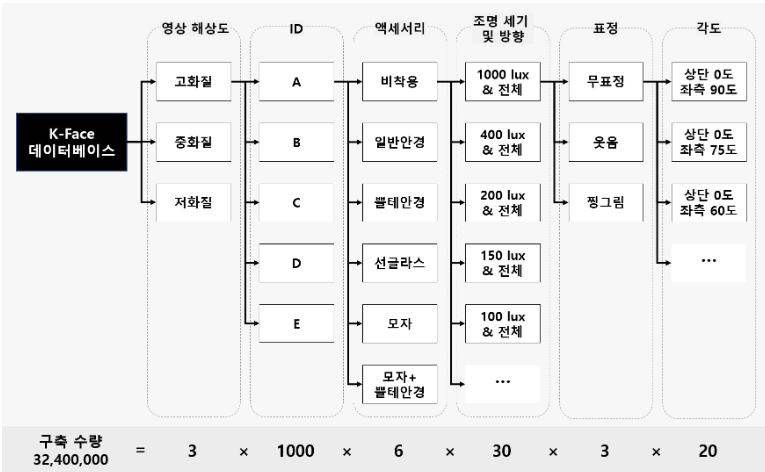 영상 해상도
ID
액세서리
조명 세기
및 방향
표정
각도
K-Face
데이터베이스
고화질
중화질
저화질
A
B
C
D
E
비착용
일반안경
뿔테안경
선글라스
모자
모자+
뿔테안경
1000 lux
& 전체
400 lux
& 전체
200 lux
& 전체
150 lux
& 전체
100 lux
& 전체
...
무표정
웃음
찡그림
상단 0도
좌측 90도
상단 0도
좌측 75도
상단 0도
좌측 60도
...
구축 수량
32,400,000
= 3 × 1000 × 6 × 30 × 3 × 20